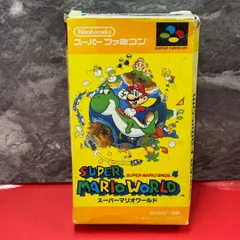 Nintendo
スーパーファミコン
SUPER MARIO BROS. 4
SUPER
MARIO WORLD
スーパーマリオワールド